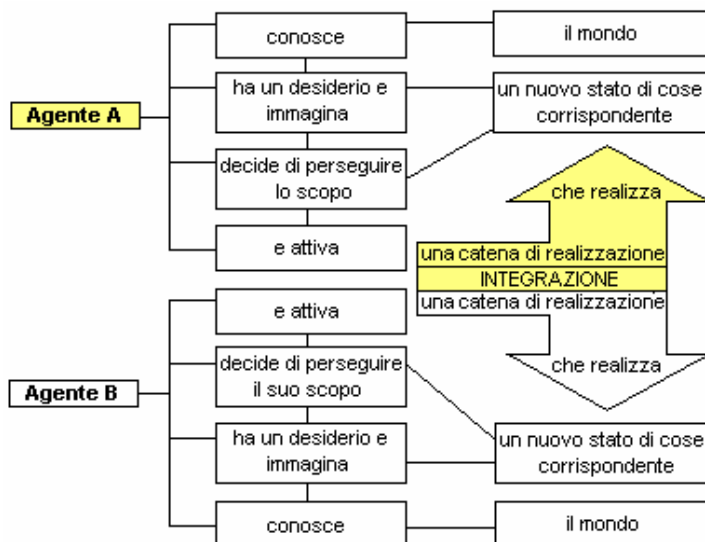 conosce
il mondo
ha un desiderio e
immagina
un nuovo stato di cose
corrispondente
Agente A
decide di perseguire
lo scopo
che realizza
e attiva
una catena di realizzazione
INTEGRAZIONE
una catena di realizzazione
e attiva
decide di perseguire
il suo scopo
che realizza
Agente B
ha un desiderio e
immagina
un nuovo stato di cose
corrispondente
conosce
il mondo